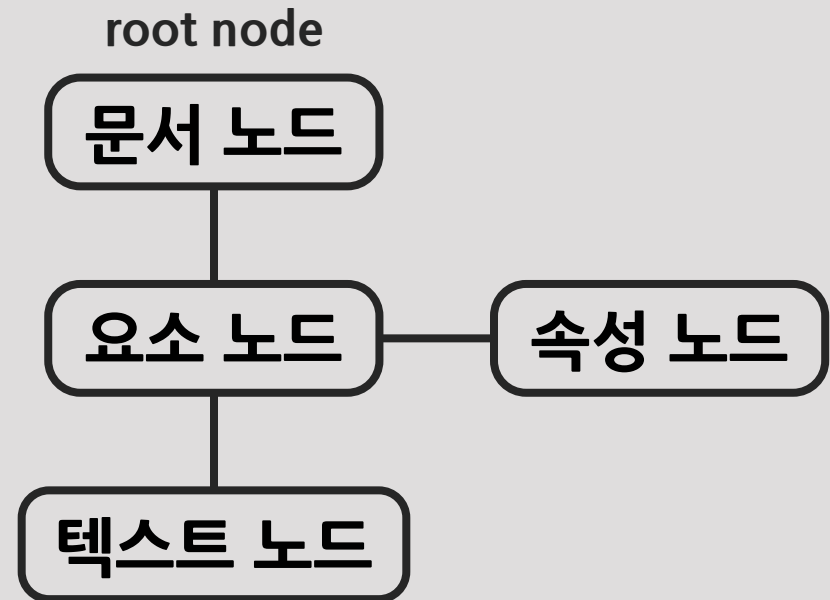 root node
문서 노드
요소 노드
속성 노드
텍스트 노드